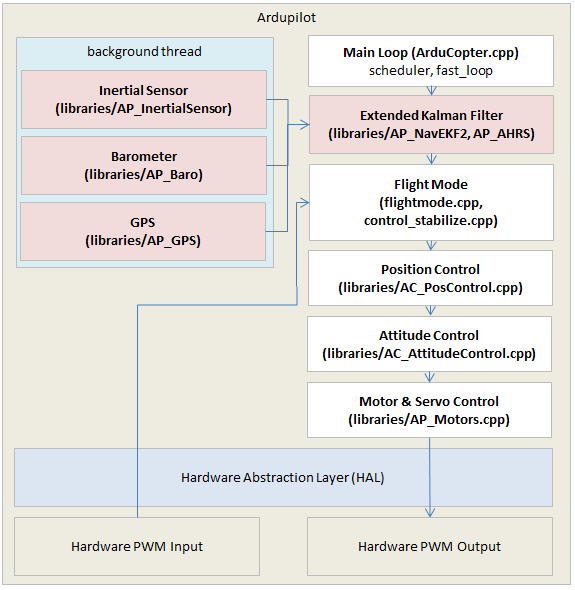 Ardupilot
background thread
Inertial Sensor
(libraries/AP_InertialSensor)
Barometer
(libraries/AP_Baro)
GPS
(libraries/AP_GPS)
Main Loop (ArduCopter.cpp)
scheduler, fast_loop
Extended Kalman Filter
(libraries/AP_NavEKF2, AP_AHRS)
Flight Mode
(flightmode.cpp,
control_stabilize.cpp)
Position Control
(libraries/AC_PosControl.cpp)
Attitude Control
(libraries/AC_AttitudeControl.cpp)
Motor & Servo Control
(libraries/AP_Motors.cpp)
Hardware Abstraction Layer (HAL)
Hardware PWM Input
Hardware PWM Output